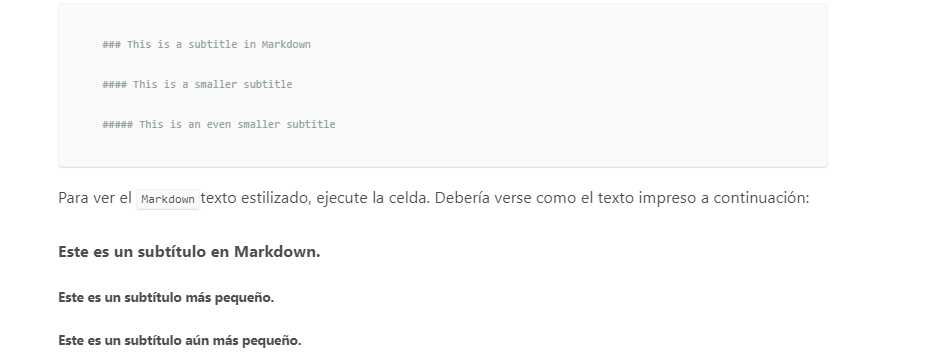 ### This is a subtitle in Markdown
#### This is a smaller subtitle
##### This is an even smaller subtitle
Para ver el Markdown texto estilizado, ejecute la celda. Debería verse como el texto impreso a continuación:
Este es un subtítulo en Markdown.
Este es un subtítulo más pequeño.
Este es un subtítulo aún más pequeño.